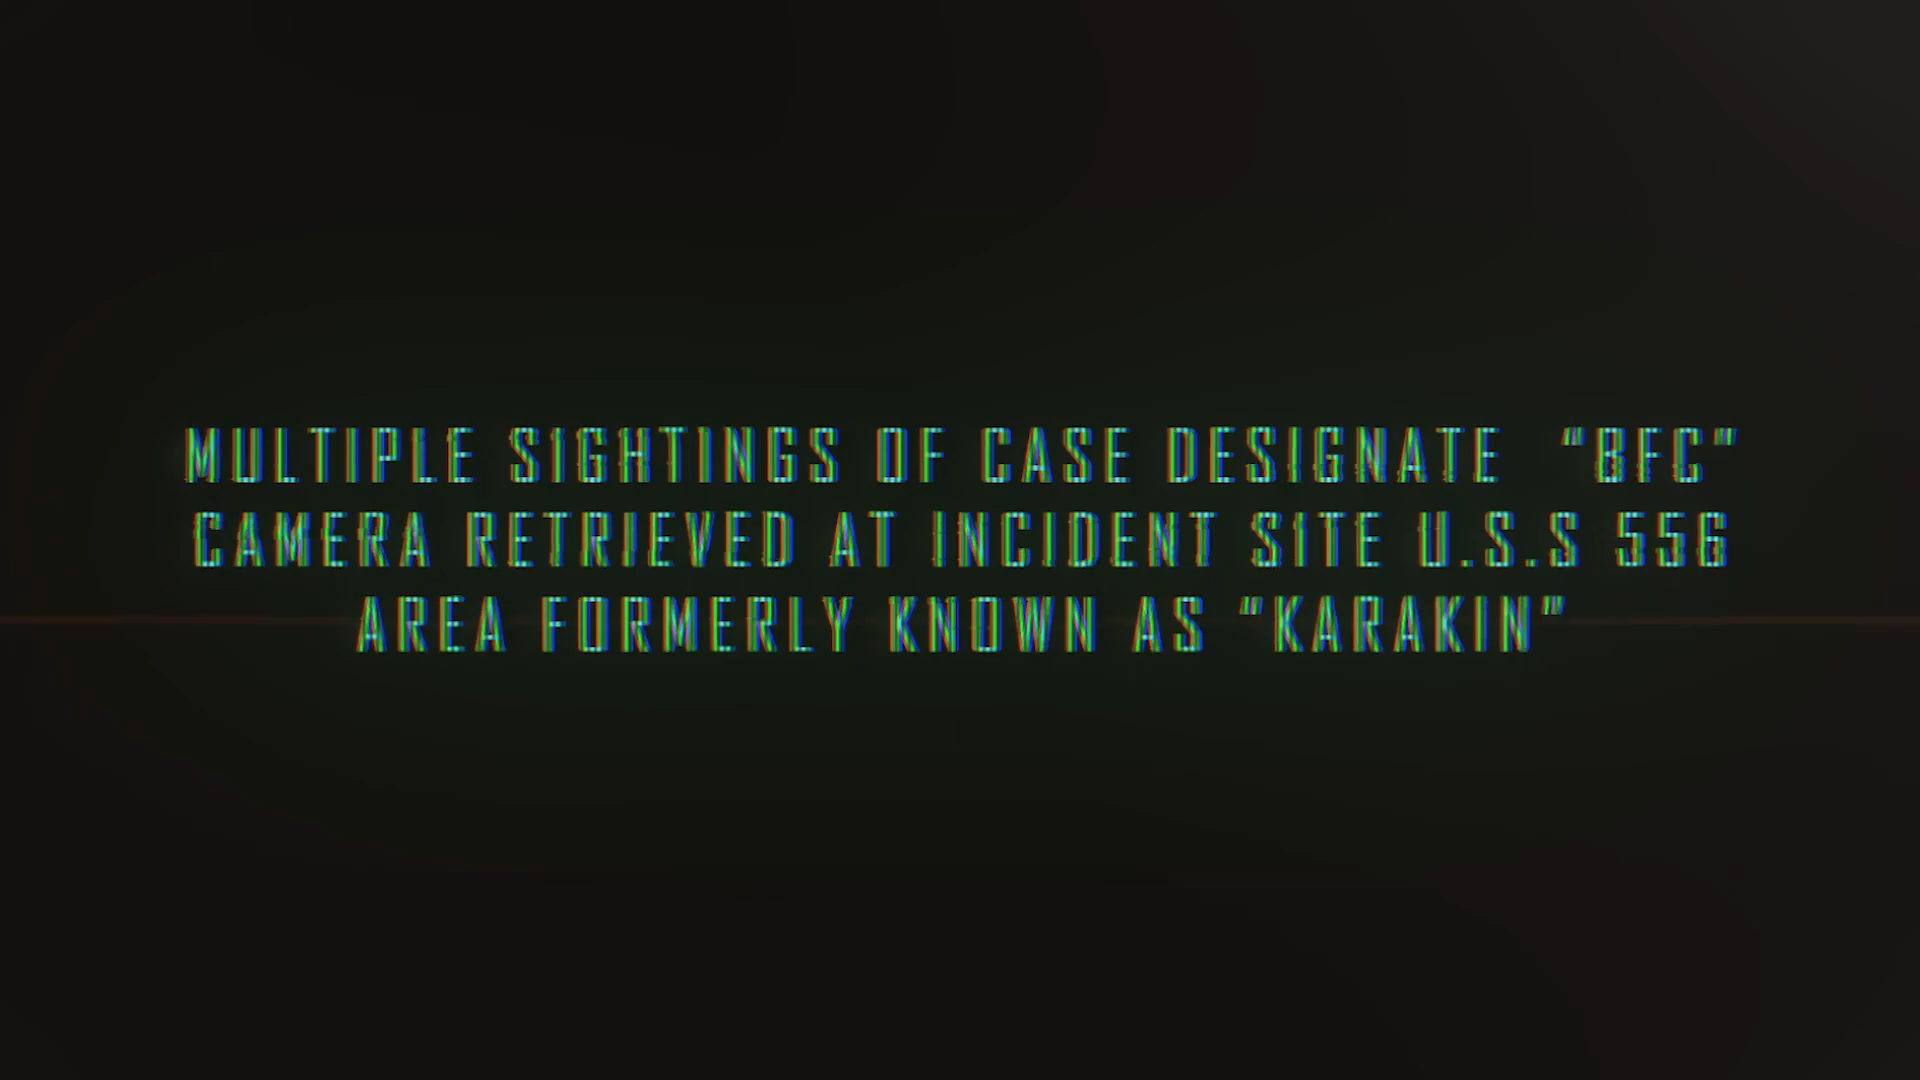 MULTIPLE SIGHTINGS OF CASE DESIGNATE "BFC"
CAMERA RETRIEVED AT INCIDENT SITE U.S.S 556
AREA FORMERLY KNOWN AS "KARAKIN"